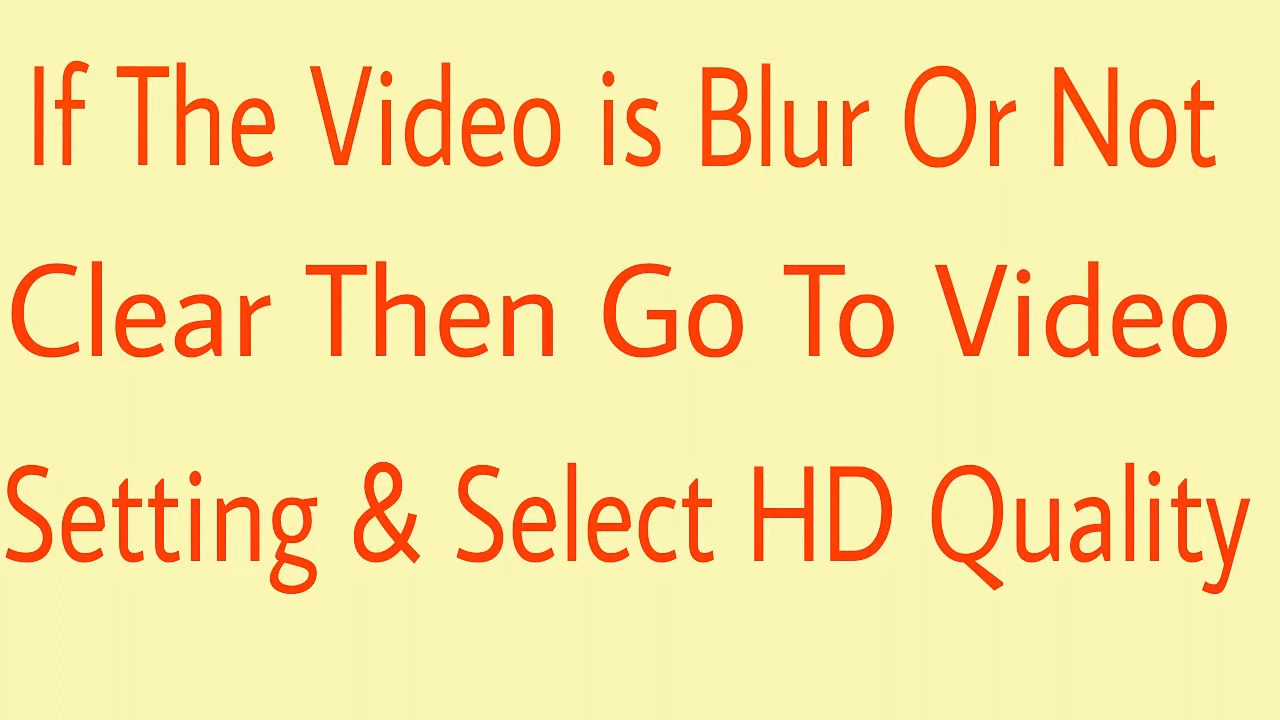 If The Video is Blur Or Not
Clear Then Go To Video
Setting & Select HD Quality